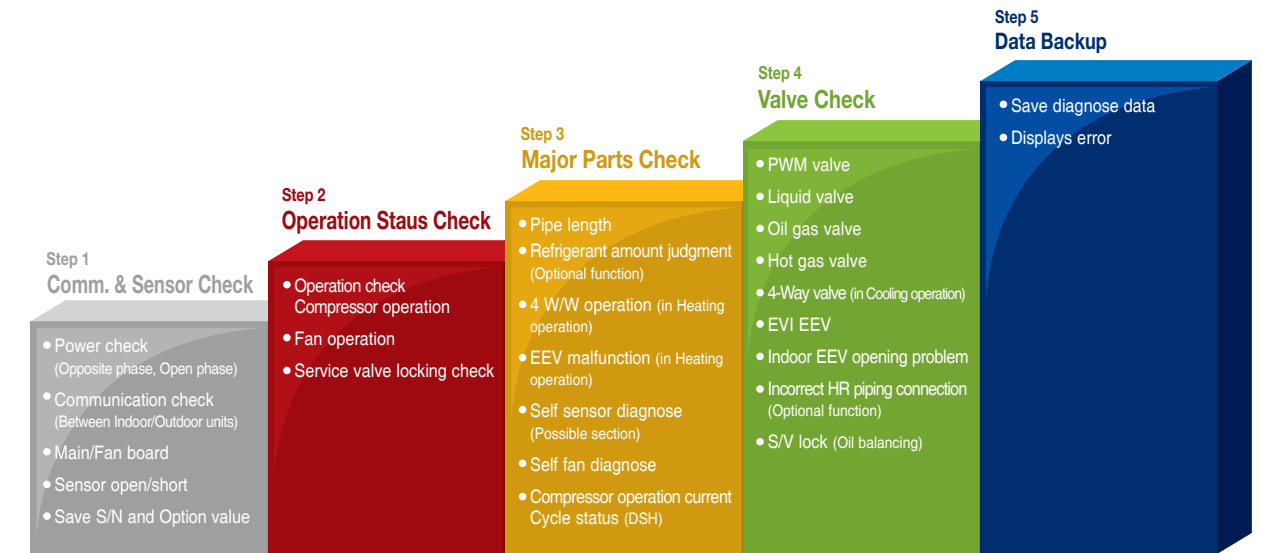 Step 1
Comm. & Sensor Check
• Power check
(Opposite phase, Open phase)
• Communication check
(Between Indoor/Outdoor units)
• Main/Fan board
• Sensor open/short
• Save S/N and Option value
Step 2
Operation Staus Check
• Operation check
Compressor operation
• Fan operation
• Service valve locking check
Step 3
Major Parts Check
• Pipe length
• Refrigerant amount judgment
(Optional function)
• 4 W/W operation (in Heating
operation)
• EEV malfunction (in Heating
operation)
• Self sensor diagnose
(Possible section)
• Self fan diagnose
• Compressor operation current
Cycle status (DSH)
Step 4
Valve Check
• PWM valve
• Liquid valve
• Oil gas valve
• Hot gas valve
• 4-Way valve (in Cooling operation)
• EVI EEV
• Indoor EEV opening problem
• Incorrect HR piping connection
(Optional function)
• S/V lock (Oil balancing)
Step 5
Data Backup
• Save diagnose data
• Displays error